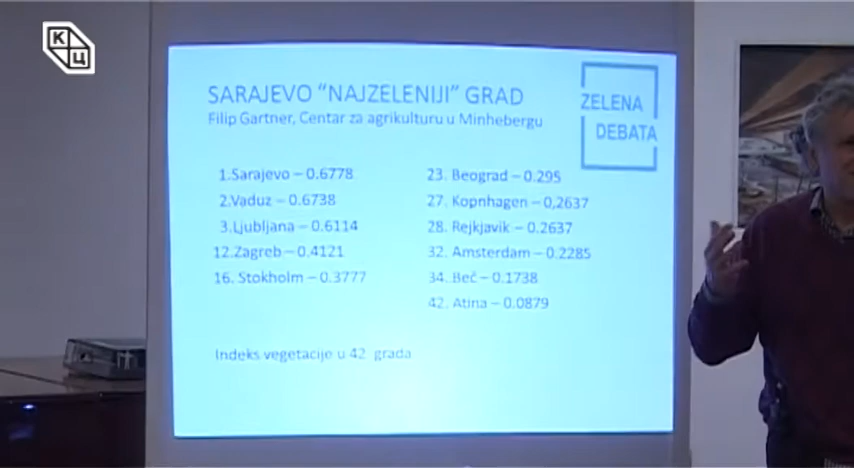 К
Ц
SARAJEVO "NAJZELENIJI" GRAD
Filip Gartner, Centar za agrikulturu u Minhebergu
ZELENA
DEBATA
1.Sarajevo – 0.6778
2.Vaduz – 0.6738
3.Ljubljana – 0.6114
12.Zagreb – 0.4121
16. Stokholm – 0.3777
23. Beograd – 0.295
27. Kopnhagen – 0,2637
28. Rejkjavik – 0.2637
32. Amsterdam – 0.2285
34. Beč – 0.1738
42. Atina – 0.0879
Indeks vegetacije u 42 grada